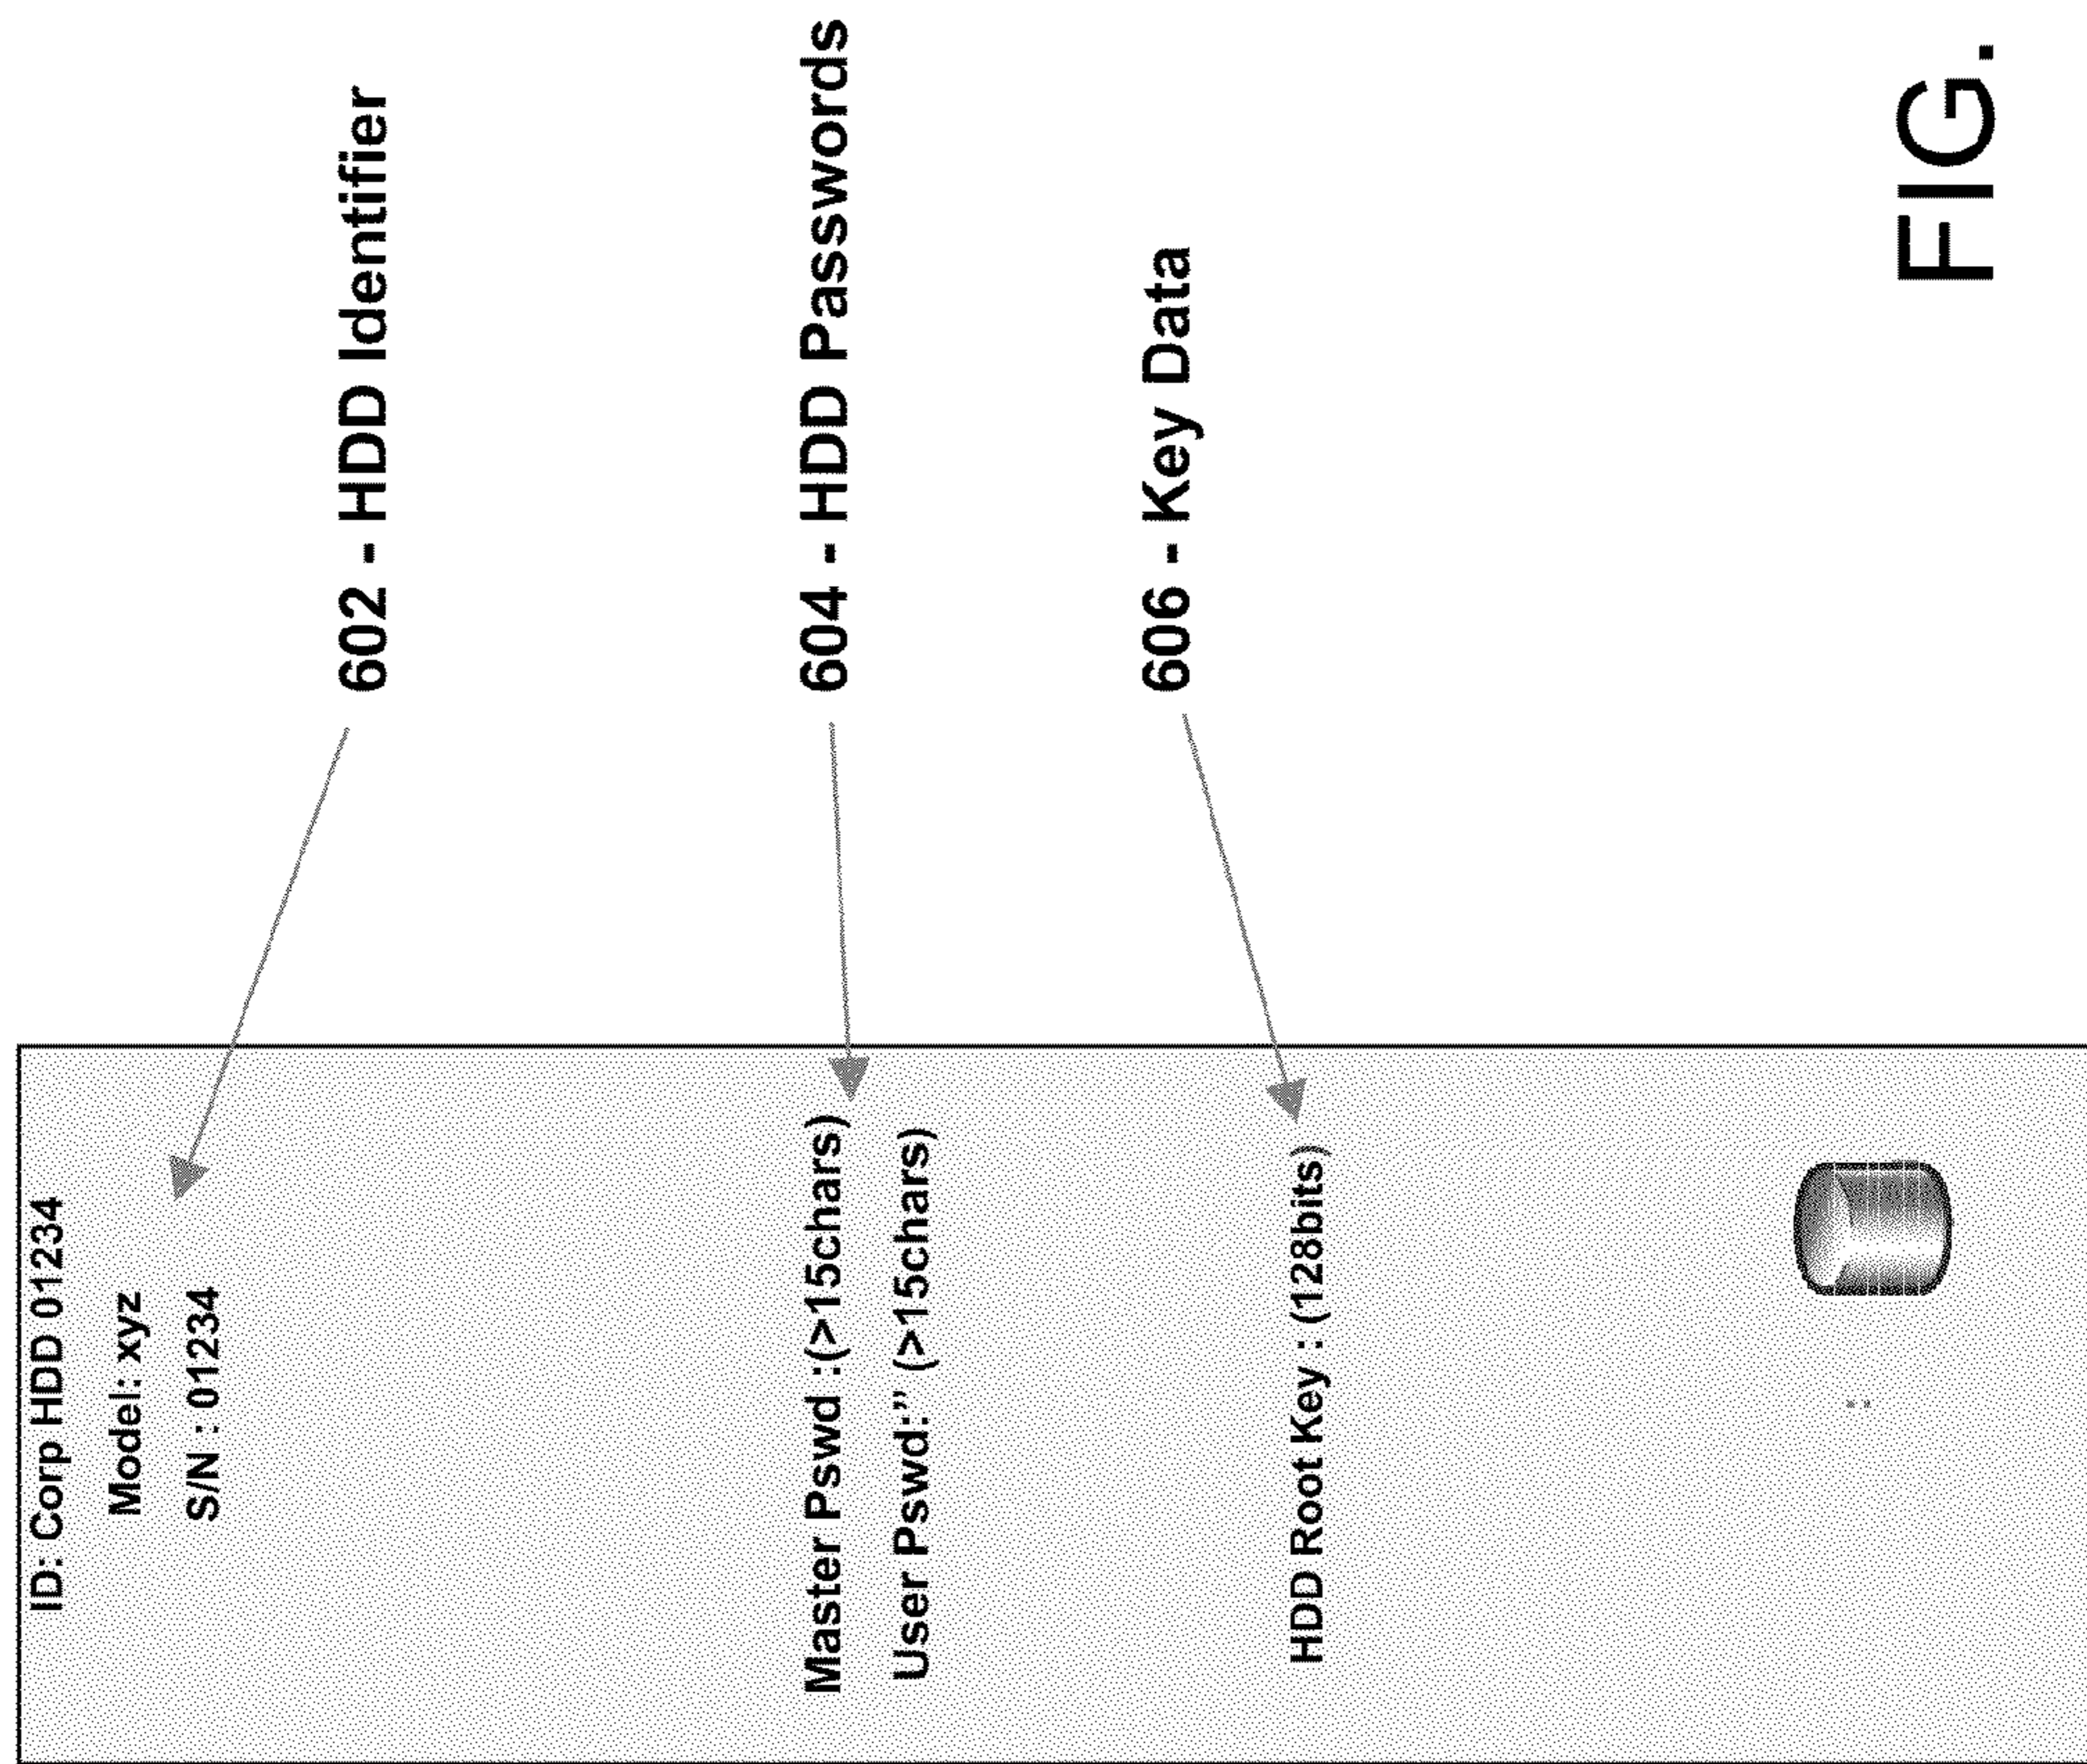 ID: Corp HDD 01234
Model: xyz
S/N : 01234
602 - HDD Identifier
Master Pswd :(>15chars)
User Pswd:” (>15chars)
604 - HDD Passwords
HDD Root Key : (128bits)
606 - Key Data
:
FIG.